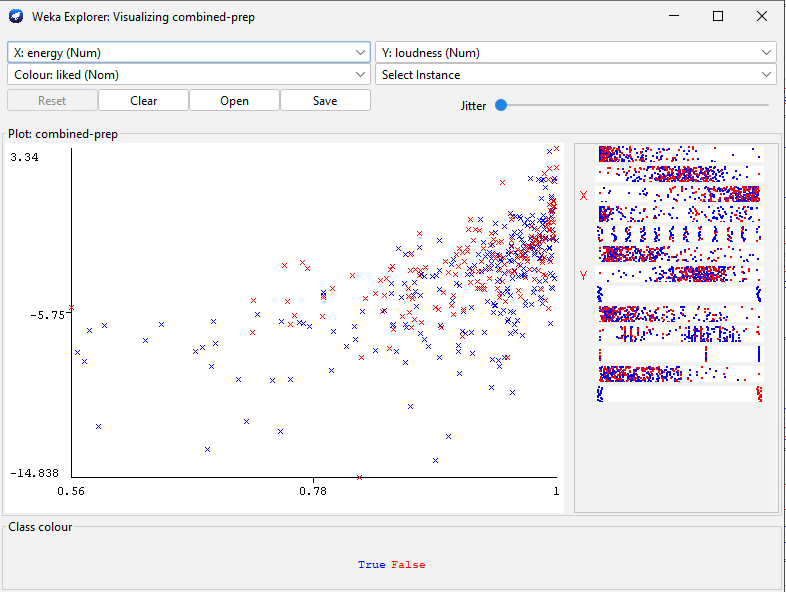 Weka Explorer: Visualizing combined-prep
X: energy (Num) Y: loudness (Num)
Colour: liked (Nom) Select Instance
Reset Clear Open Save Jitter
Plot: combined-prep
3.34
X
-5.75
Y
-14.838
0.56 0.78 1
Class colour
True False